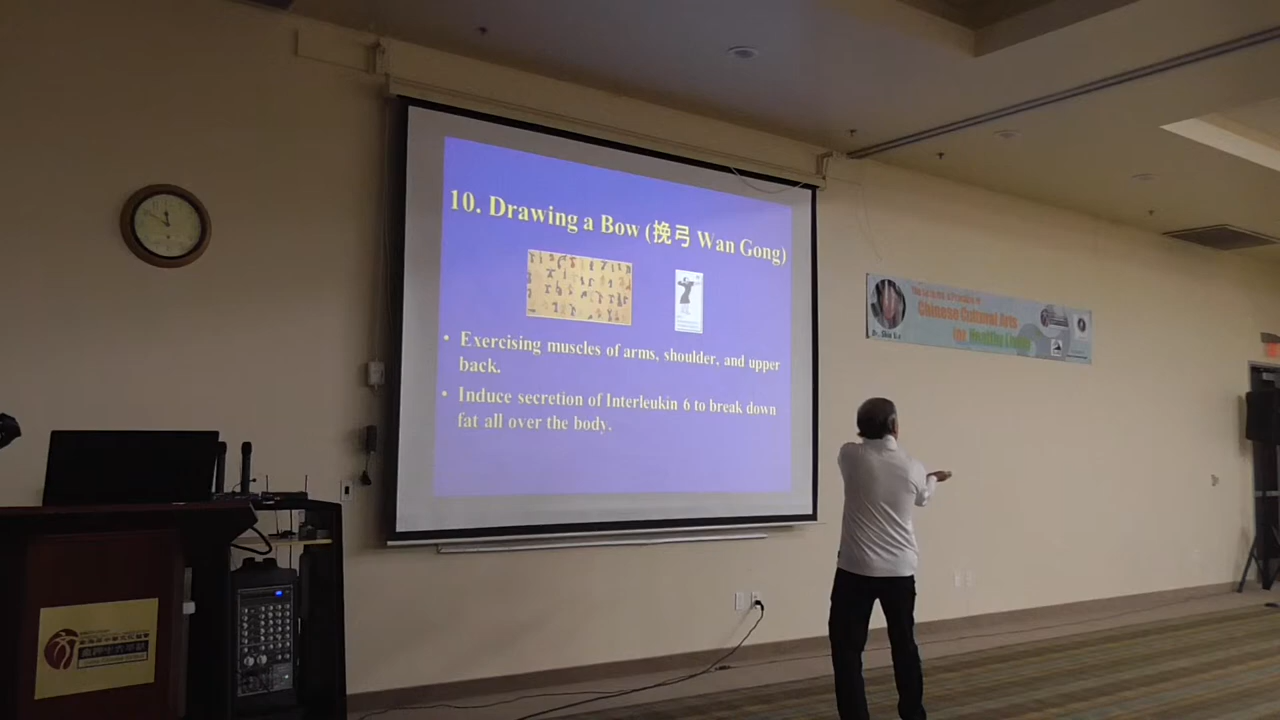 10. Drawing a Bow (挽弓 Wan Gong)
• Exercising muscles of arms, shoulder, and upper
back.
• Induce secretion of Interleukin 6 to break down
fat all over the body.
Chinese Cultural Arts
for Healthy Living